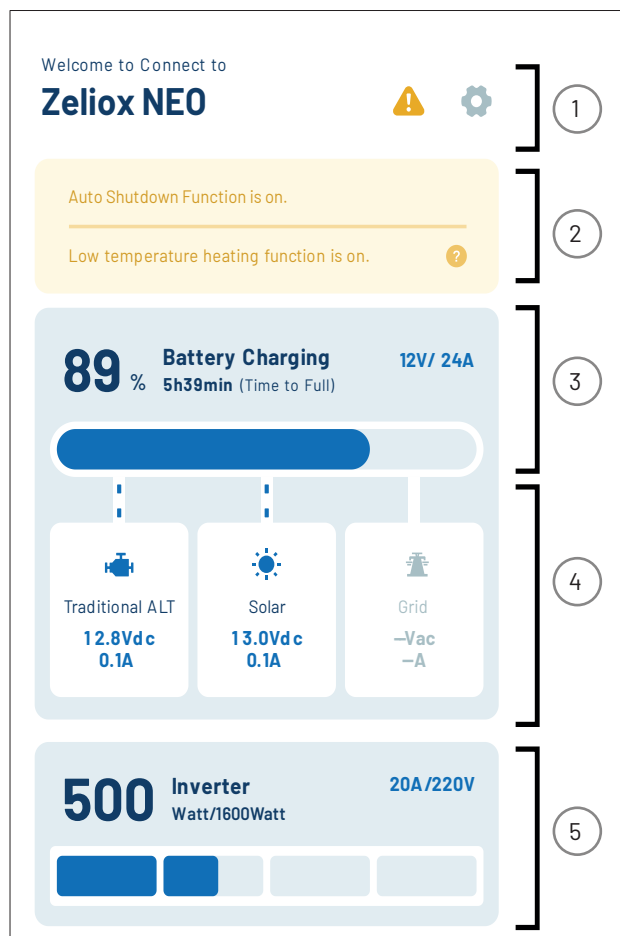 Welcome to Connect to
Zeliox NEO
1
Auto Shutdown Function is on.
2
Low temperature heating function is on.
?
89 %
Battery Charging
12V/ 24A
5h39min (Time to Full)
3
Traditional ALT
12.8Vdc
0.1A
Solar
13.0Vdc
0.1A
Grid
–Vac
–A
4
500
Inverter
20A/220V
Watt/1600Watt
5